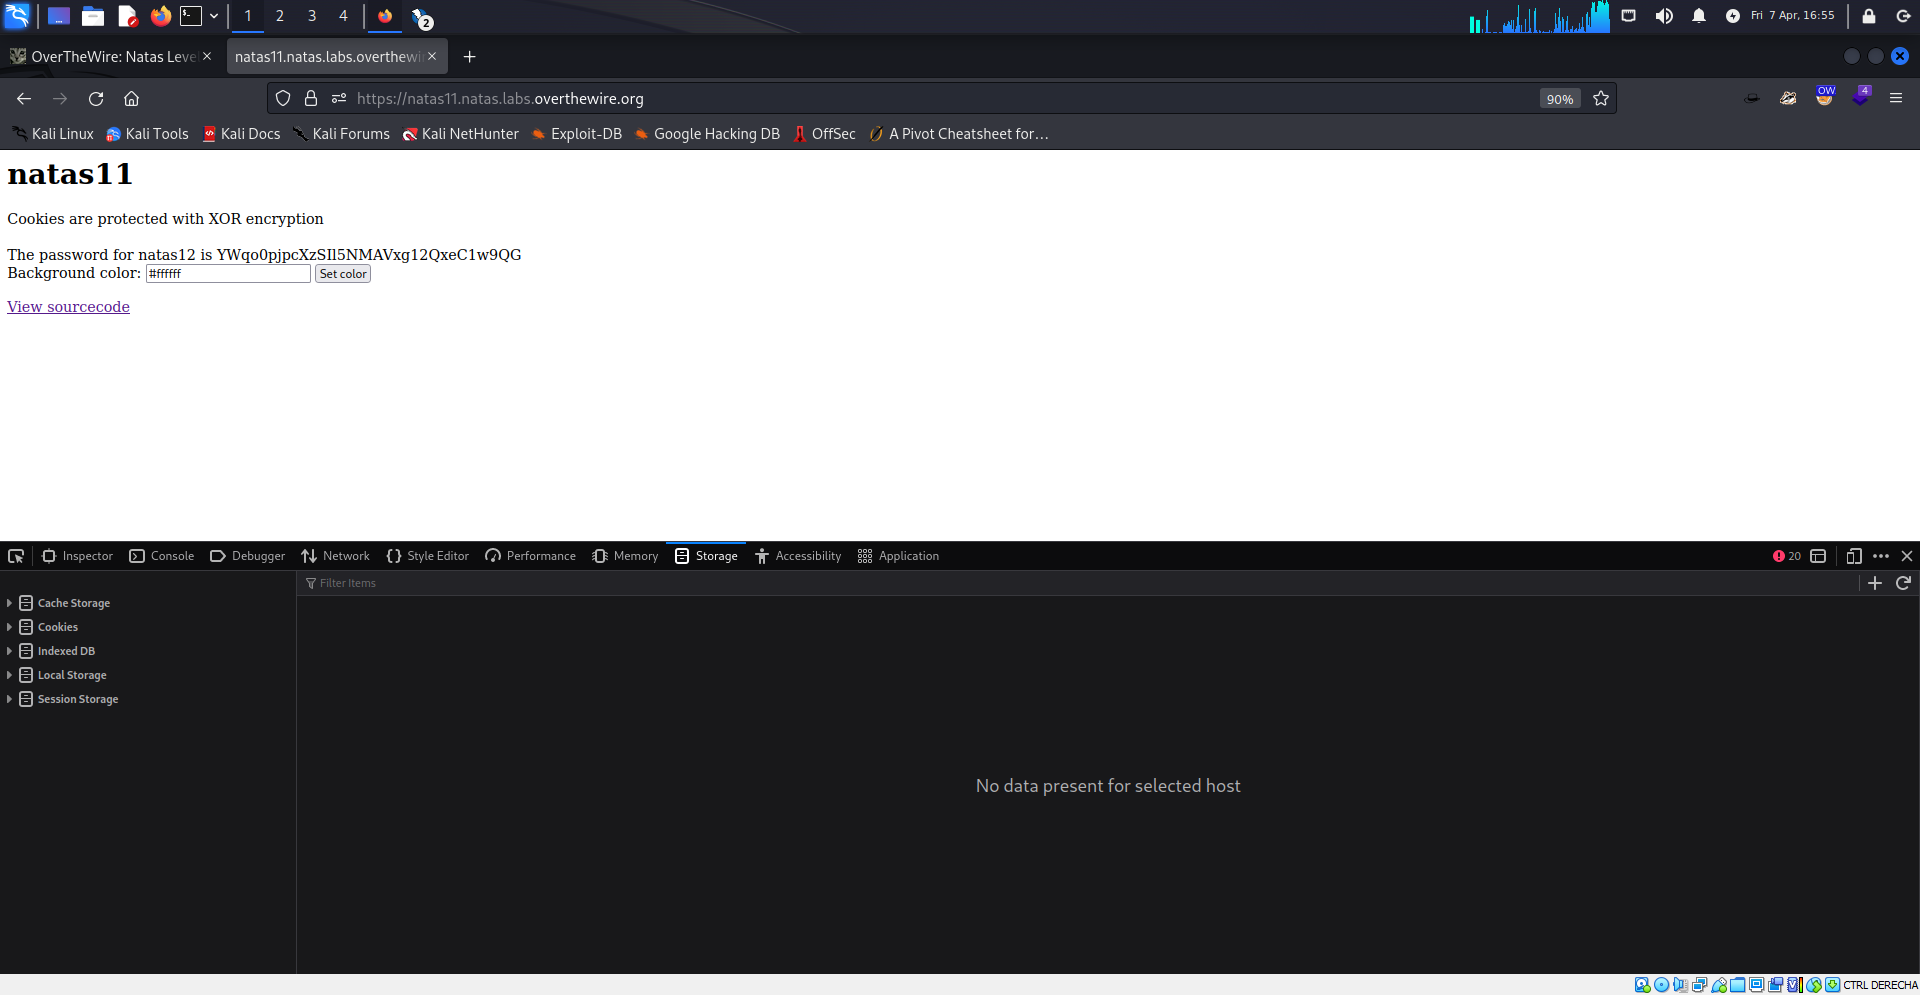 1 2 3 4 2 Fri 7 Apr, 16:55
OverTheWire: Natas Leve natas11.natas.labs.overthewi
https://natas11.natas.labs.overthewire.org 90% OW 4
Kali Linux Kali Tools Kali Docs Kali Forums Kali NetHunter Exploit-DB Google Hacking DB OffSec A Pivot Cheatsheet for…
natas11
Cookies are protected with XOR encryption
The password for natas12 is YWqo0pjpcXzSIl5NMAVxg12QxeC1w9QG
Background color: #ffffff Set color
View sourcecode
Inspector Console Debugger Network Style Editor Performance Memory Storage Accessibility Application 20
Filter Items
Cache Storage
Cookies
Indexed DB
Local Storage
Session Storage
No data present for selected host
CTRL DERECHA